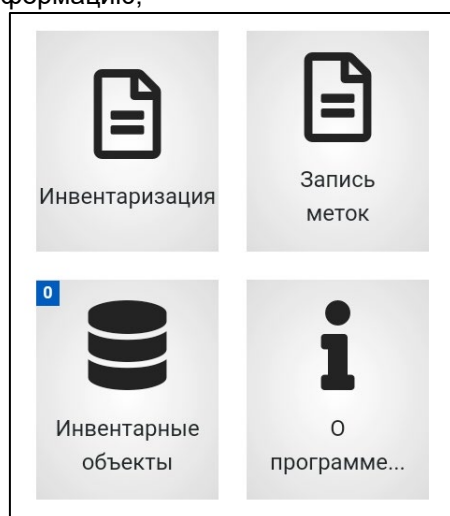 формацию,
Инвентаризация
Запись
меток
0
Инвентарные
объекты
О
программе...